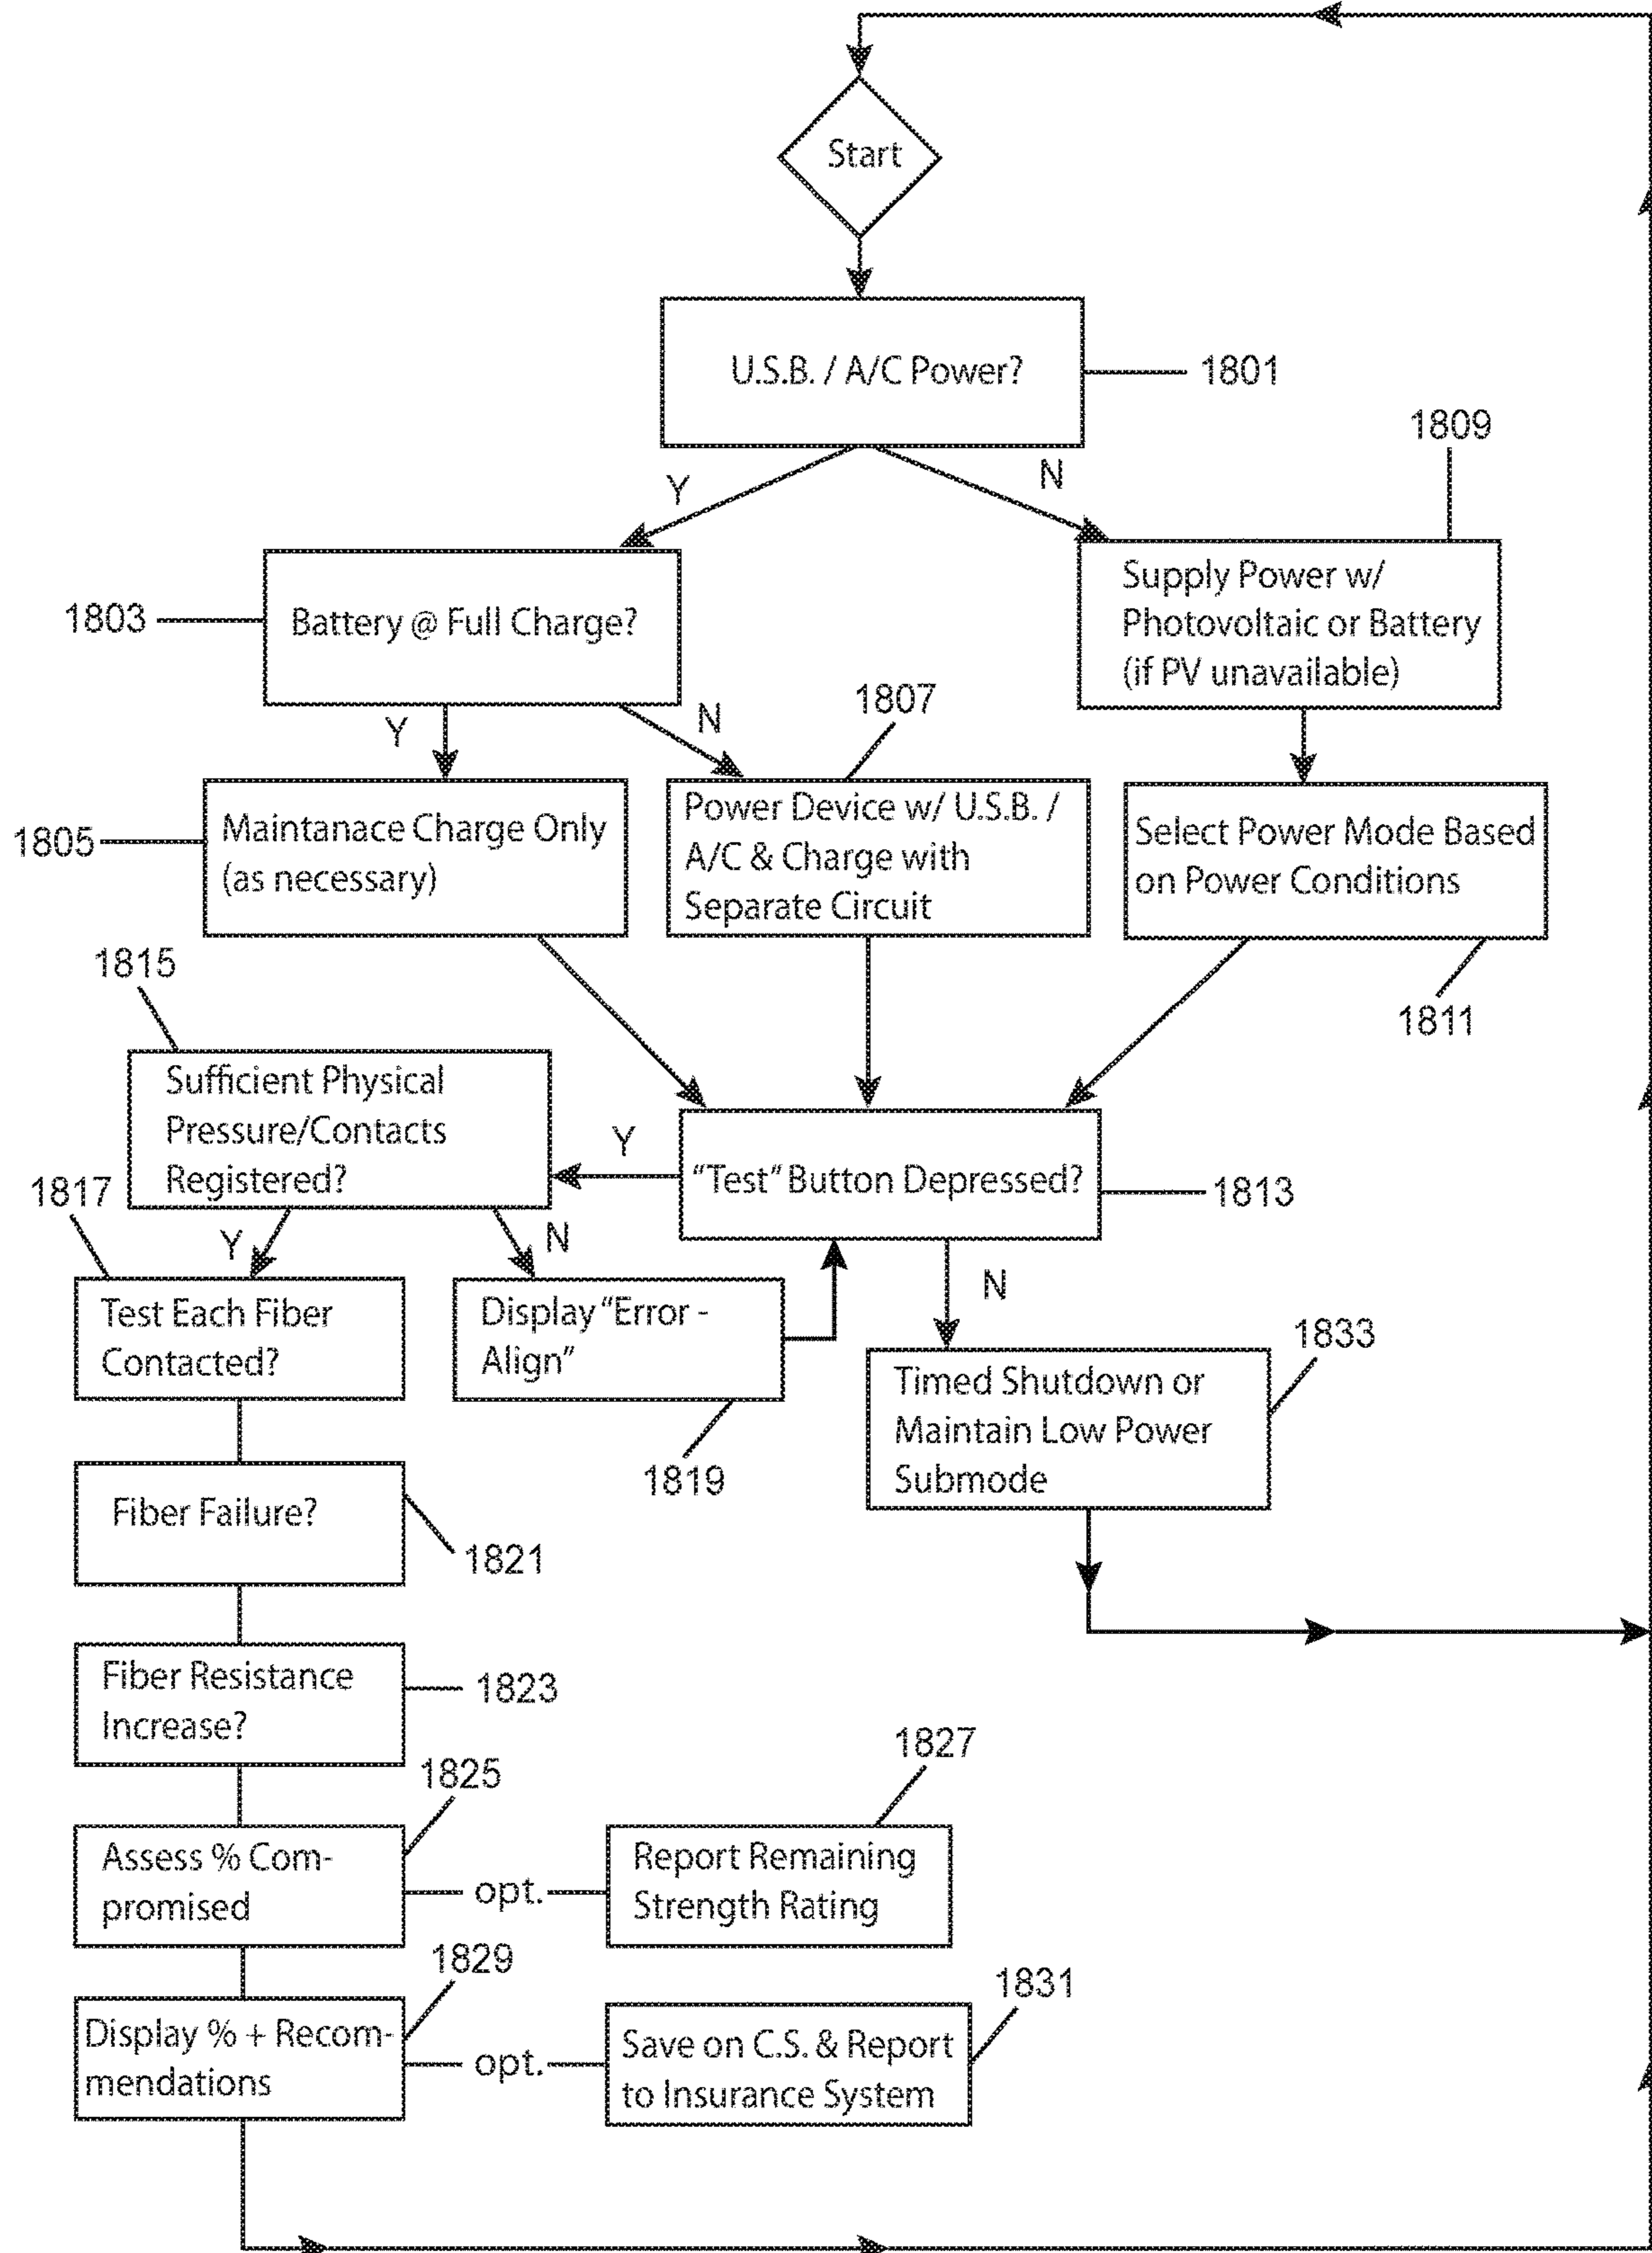 Start
U.S.B. / A/C Power?
1801
1809
Y
N
Supply Power w/
Photovoltaic or Battery
(if PV unavailable)
1803
Battery @ Full Charge?
1807
Y
N
1805
Maintanace Charge Only
(as necessary)
Power Device w/ U.S.B. /
A/C & Charge with
Separate Circuit
Select Power Mode Based
on Power Conditions
1811
1815
Sufficient Physical
Pressure/Contacts
Registered?
Y
"Test" Button Depressed?
1813
1817
Y
N
N
Test Each Fiber
Contacted?
Display "Error -
Align"
1819
1833
Timed Shutdown or
Maintain Low Power
Submode
Fiber Failure?
1821
Fiber Resistance
Increase?
1823
1825
1827
Assess % Com-
promised
opt.
Report Remaining
Strength Rating
1829
1831
Display % + Recom-
mendations
opt.
Save on C.S. & Report
to Insurance System